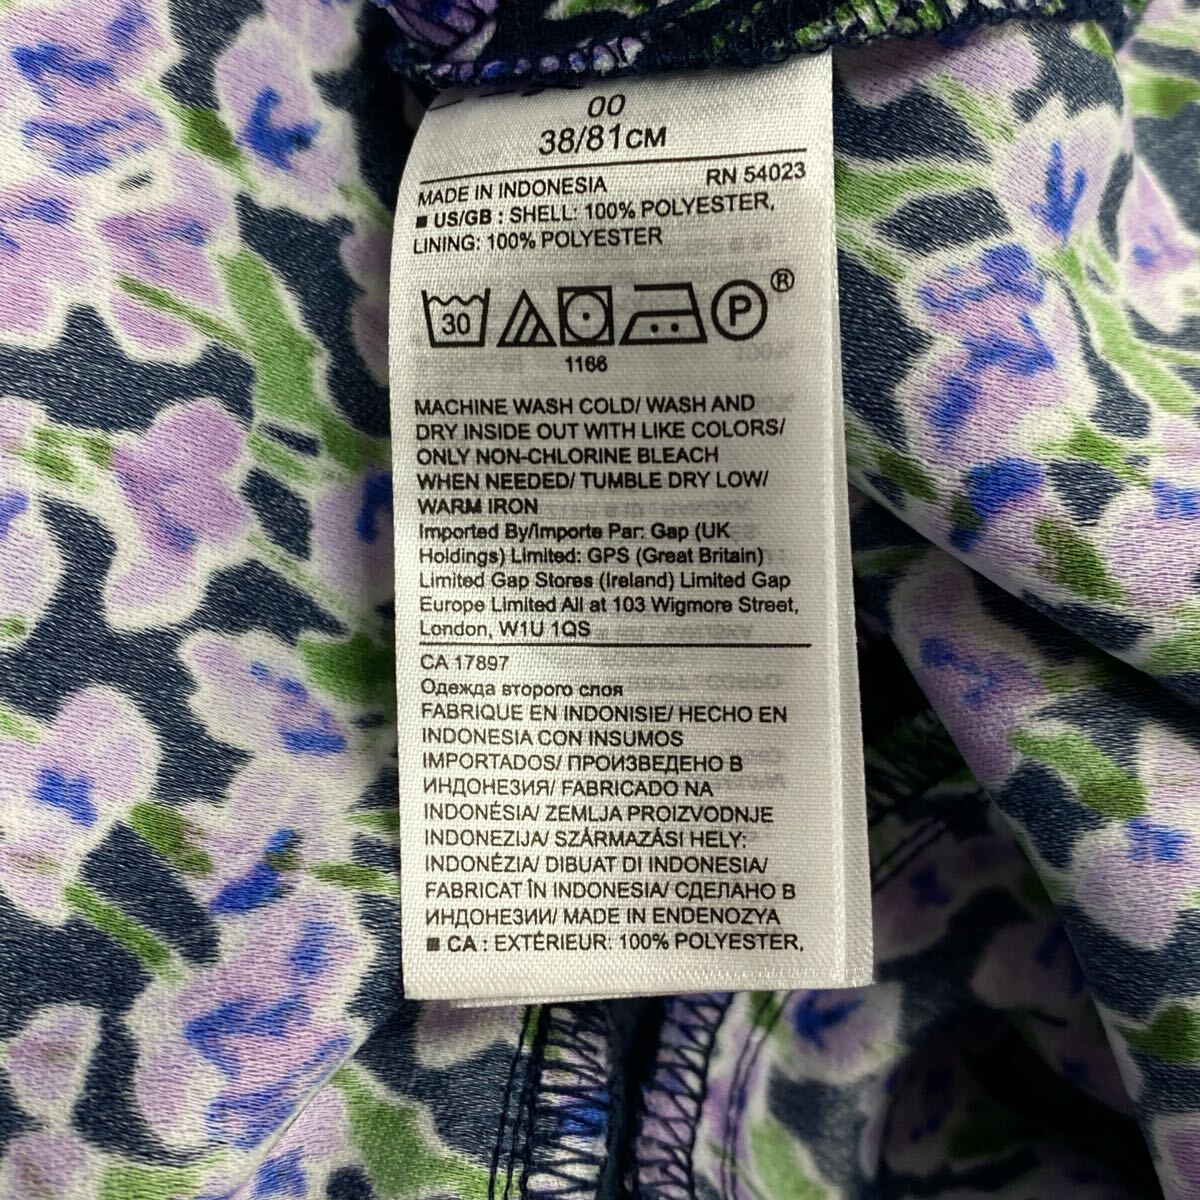 00
38/81CM
MADE IN INDONESIA RN 54023
■ US/GB : SHELL: 100% POLYESTER,
LINING: 100% POLYESTER
30 P ®
1166
MACHINE WASH COLD/ WASH AND
DRY INSIDE OUT WITH LIKE COLORS/
ONLY NON-CHLORINE BLEACH
WHEN NEEDED/ TUMBLE DRY LOW/
WARM IRON
Imported By/Importe Par: Gap (UK
Holdings) Limited: GPS (Great Britain)
Limited Gap Stores (Ireland) Limited Gap
Europe Limited All at 103 Wigmore Street,
London, W1U 1QS
CA 17897
Одежда второго слоя
FABRIQUE EN INDONISIE/ HECHO EN
INDONESIA CON INSUMOS
IMPORTADOS/ ПРОИЗВЕДЕНО В
ИНДОНЕЗИЯ/ FABRICADO NA
INDONÉSIA/ ZEMLJA PROIZVODNJE
INDONEZIJA/ SZÁRMAZÁSI HELY:
INDONÉZIA/ DIBUAT DI INDONESIA/
FABRICAT ÎN INDONESIA/ СДЕЛАНО В
ИНДОНЕЗИИ/ MADE IN ENDENOZYA
■ CA : EXTÉRIEUR: 100% POLYESTER,